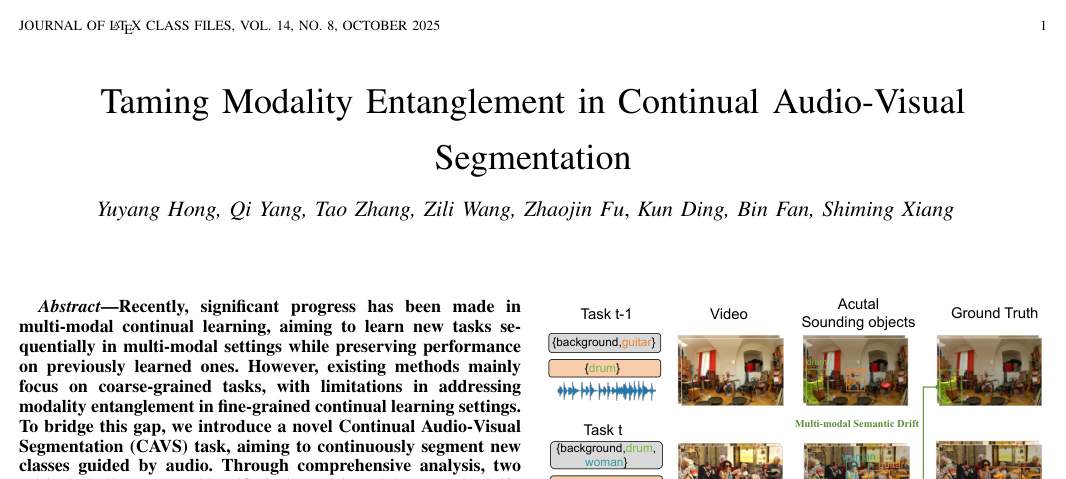 JOURNAL OF LATEX CLASS FILES, VOL. 14, NO. 8, OCTOBER 2025
1
Taming Modality Entanglement in Continual Audio-Visual
Segmentation
Yuyang Hong, Qi Yang, Tao Zhang, Zili Wang, Zhaojin Fu, Kun Ding, Bin Fan, Shiming Xiang
Abstract—Recently, significant progress has been made in
multi-modal continual learning, aiming to learn new tasks se-
quentially in multi-modal settings while preserving performance
on previously learned ones. However, existing methods mainly
focus on coarse-grained tasks, with limitations in addressing
modality entanglement in fine-grained continual learning settings.
To bridge this gap, we introduce a novel Continual Audio-Visual
Segmentation (CAVS) task, aiming to continuously segment new
classes guided by audio. Through comprehensive analysis, two
Task t-1
Video
Acutal
Sounding objects
Ground Truth
{background,guitar}
{drum}
drum
Multi-modal Semantic Drift
Task t
{background,drum,
woman}